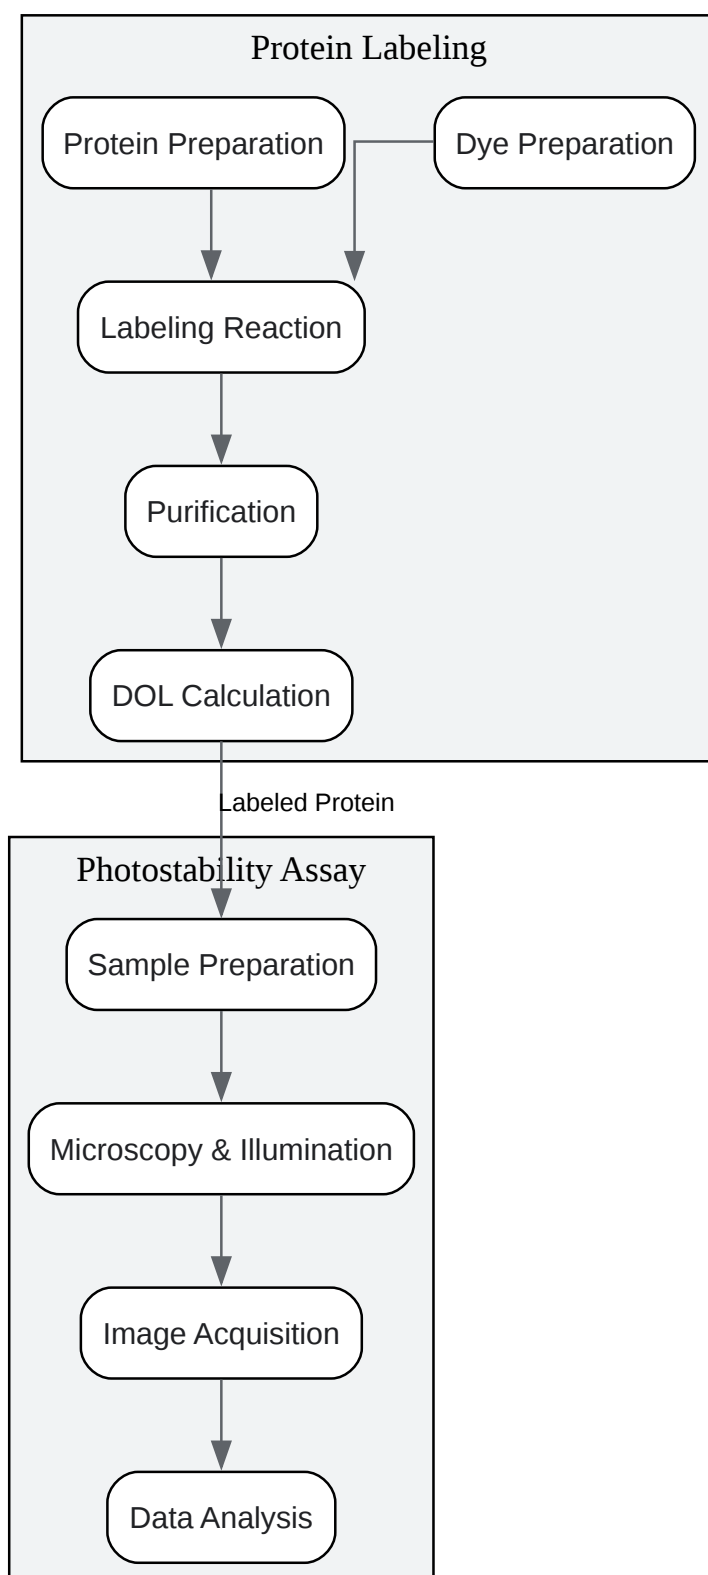 Protein Labeling
Protein Preparation
Dye Preparation
Labeling Reaction
Purification
DOL Calculation
Labeled Protein
Photostability Assay
Sample Preparation
Microscopy & Illumination
Image Acquisition
Data Analysis